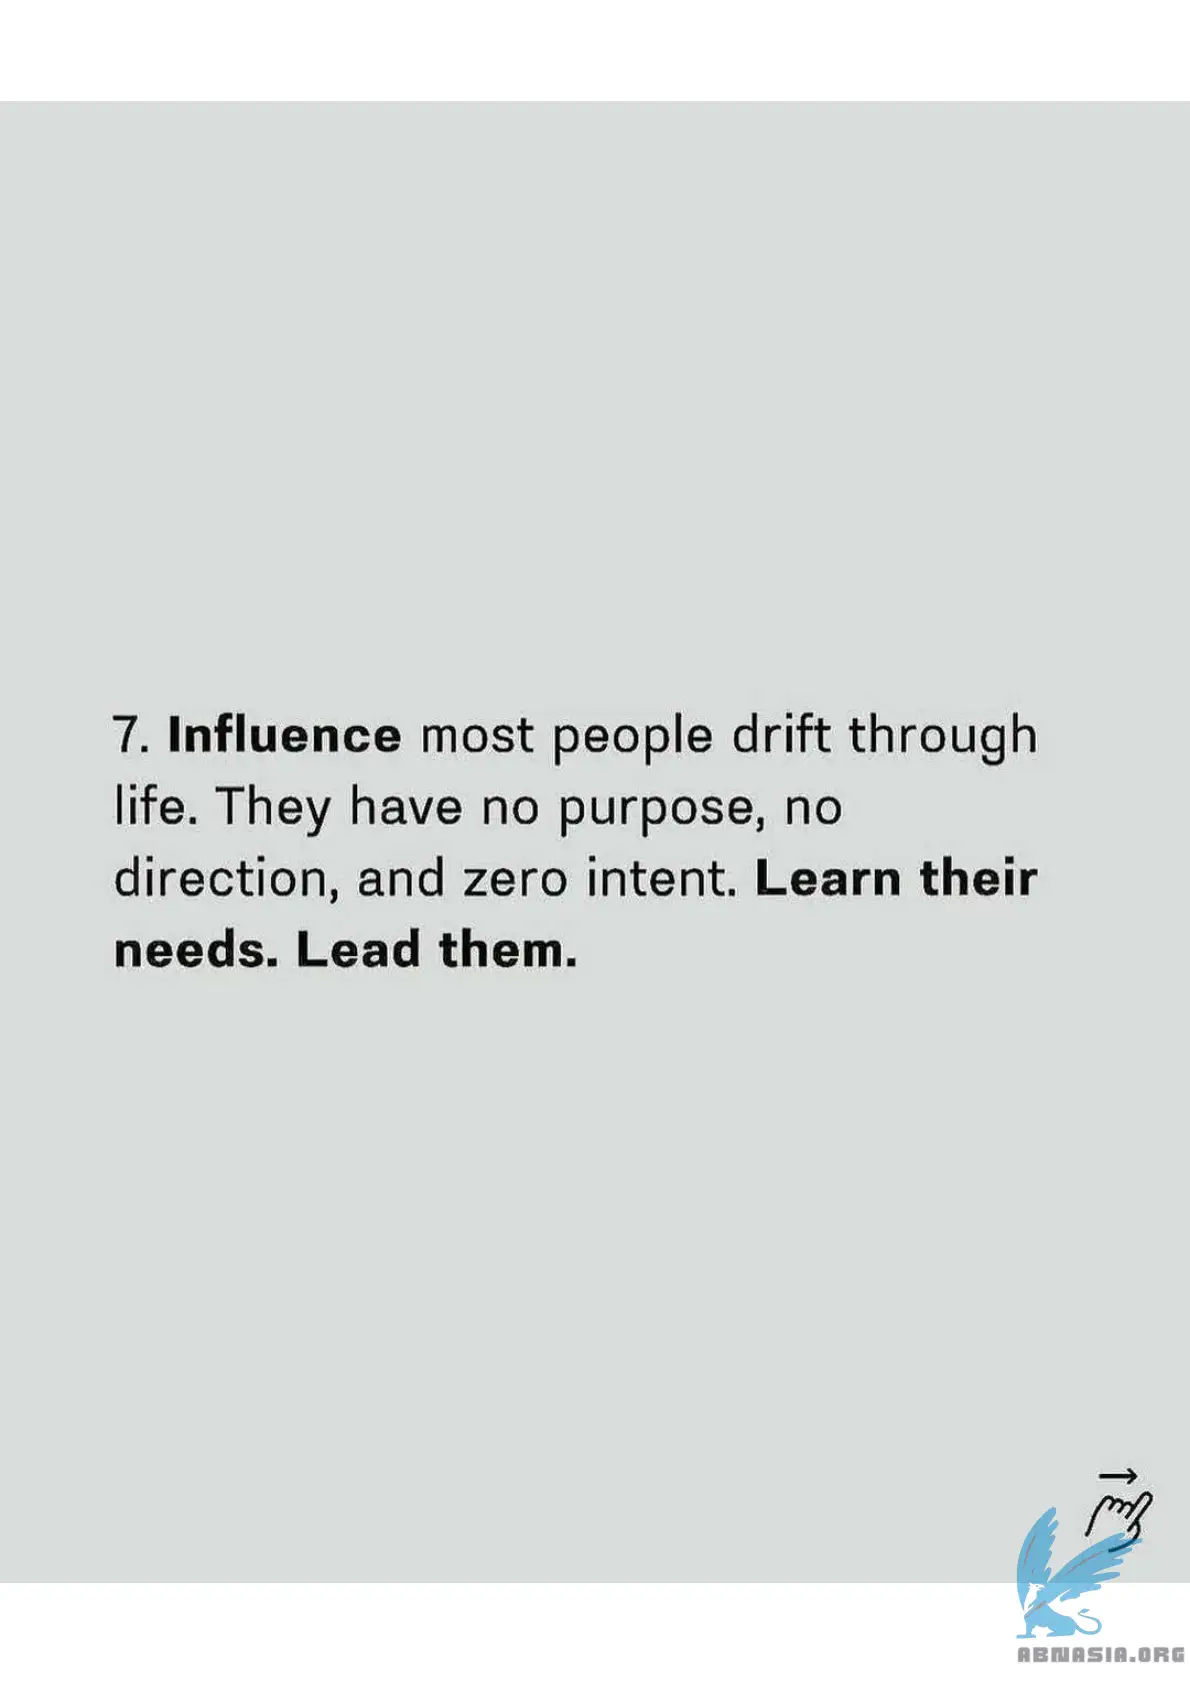 7. Influence most people drift through
life. They have no purpose, no
direction, and zero intent. Learn their
needs. Lead them.
ABNASIA.ORG